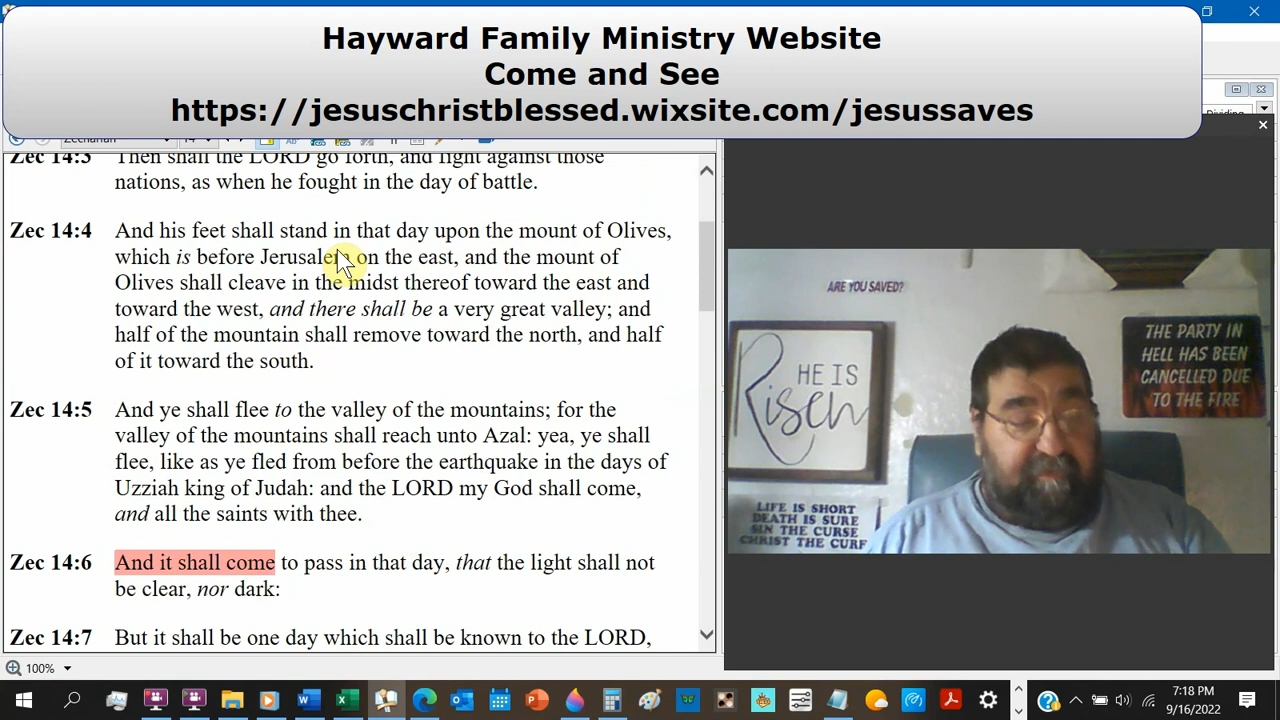 Hayward Family Ministry Website
Come and See
https://jesuschristblessed.wixsite.com/jesussaves
Zec 14:3 Then shall the LORD go forth, and fight against those
nations, as when he fought in the day of battle.
Zec 14:4 And his feet shall stand in that day upon the mount of Olives,
which is before Jerusalem on the east, and the mount of
Olives shall cleave in the midst thereof toward the east and
toward the west, and there shall be a very great valley; and
half of the mountain shall remove toward the north, and half
of it toward the south.
Zec 14:5 And ye shall flee to the valley of the mountains; for the
valley of the mountains shall reach unto Azal: yea, ye shall
flee, like as ye fled from before the earthquake in the days of
Uzziah king of Judah: and the LORD my God shall come,
and all the saints with thee.
Zec 14:6 And it shall come to pass in that day, that the light shall not
be clear, nor dark:
Zec 14:7 But it shall be one day which shall be known to the LORD,
100%
ARE YOU SAVED?
HE IS
Risen
THE PARTY IN
HELL HAS BEEN
CANCELLED DUE
TO THE FIRE
LIFE IS SHORT
DEATH IS SURE
SIN THE CURSE
CHRIST THE CURE
7:18 PM
9/16/2022